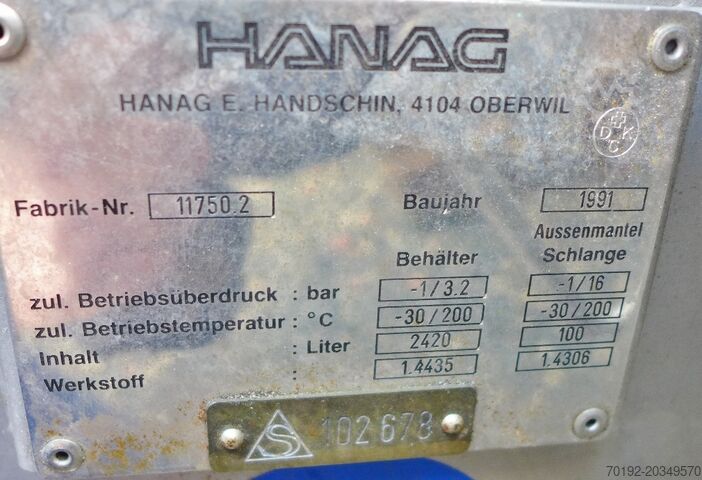 HANAG
HANAG E. HANDSCHIN, 4104 OBERWIL
D K C
Fabrik-Nr. 11750.2 Baujahr 1991
Behälter Aussenmantel Schlange
zul. Betriebsüberdruck : bar -1/3.2 -1/16
zul. Betriebstemperatur : °C -30/200 -30/200
Inhalt : Liter 2420 100
Werkstoff : 1.4435 1.4306
S 102 678
70192-20349570